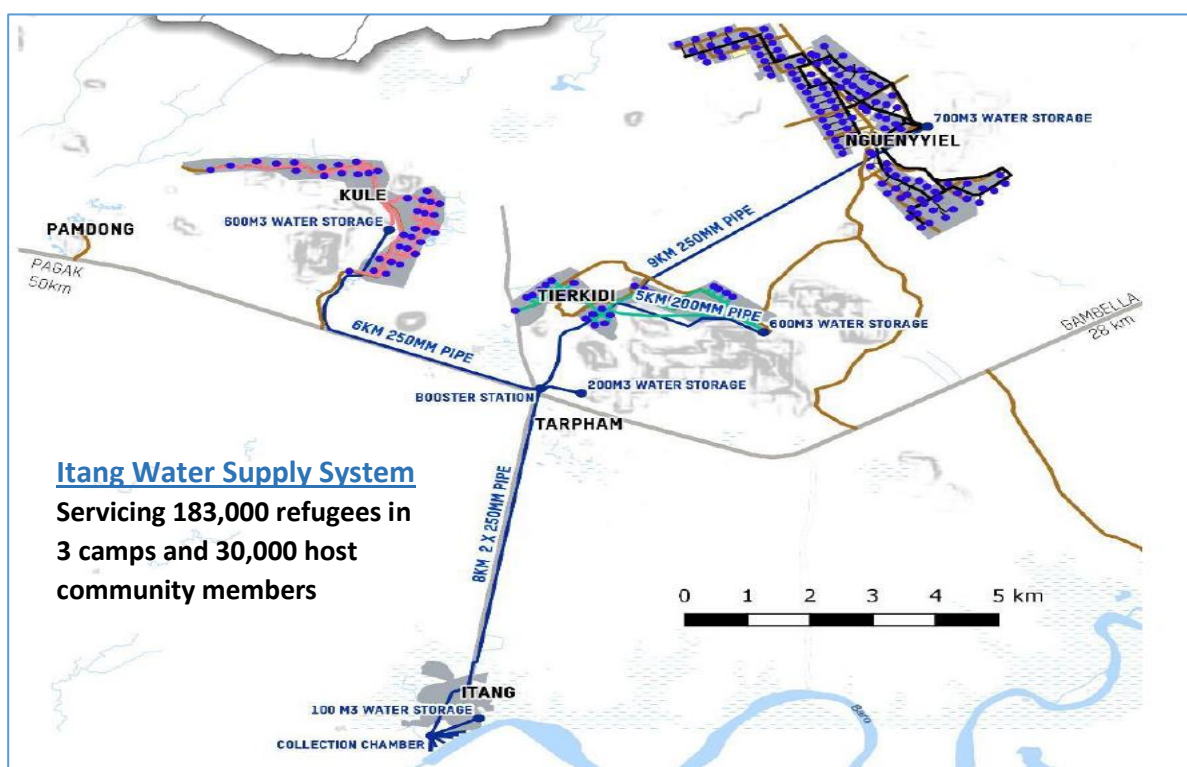 700M3 WATER STORAGE
NGUENYYIEL
KULE
600M3 WATER STORAGE
PAMDONG
PAGAK
50km
9KM 250MM PIPE
TIERKIDI
5KM 200MM PIPE
600M3 WATER STORAGE
GAMBELLA
28 km
6KM 250MM PIPE
200M3 WATER STORAGE
BOOSTER STATION
TARPHAM
Itang Water Supply System
Servicing 183,000 refugees in
3 camps and 30,000 host
community members
8KM 2 X 250MM PIPE
0 1 2 3 4 5 km
ITANG
100 M3 WATER STORAGE
COLLECTION CHAMBER
Baro